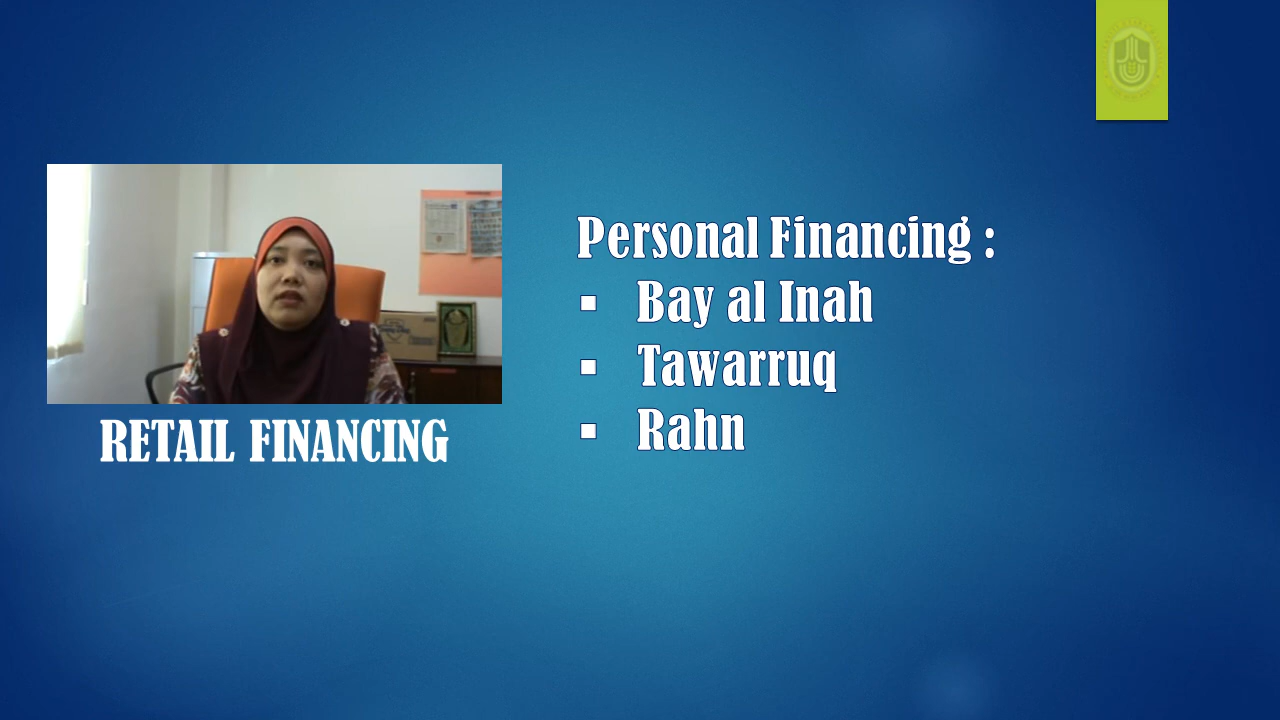 RETAIL FINANCING
Personal Financing :
▪ Bay al Inah
▪ Tawarruq
▪ Rahn